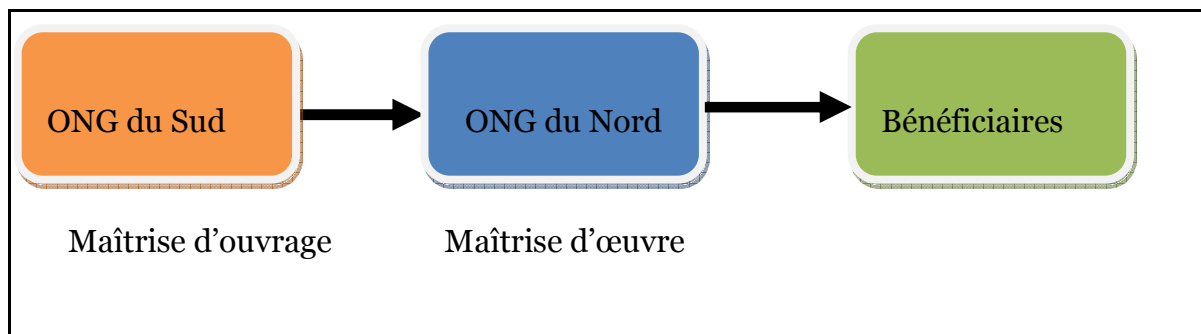 ONG du Sud
ONG du Nord
Bénéficiaires
Maîtrise d’ouvrage
Maîtrise d’œuvre